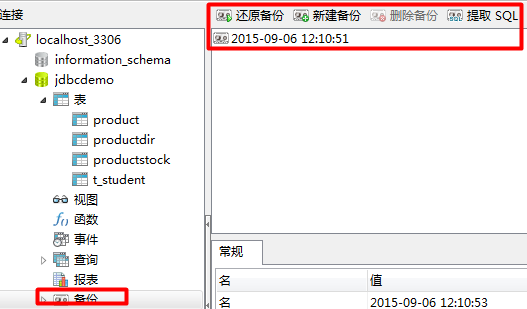 连接
还原备份 新建备份 删除备份 提取 SQL
localhost_3306
2015-09-06 12:10:51
information_schema
jdbcdemo
表
product
productdir
productstock
t_student
视图
f() 函数
事件
查询
报表
备份
常规
名 值
名 2015-09-06 12:10:53